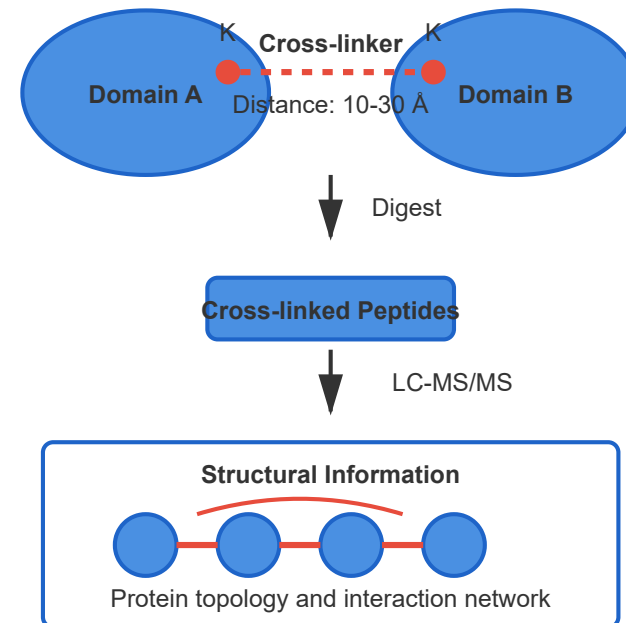 K
K
Cross-linker
Domain A
Domain B
Distance: 10-30 Å
Digest
Cross-linked Peptides
LC-MS/MS
Structural Information
Protein topology and interaction network